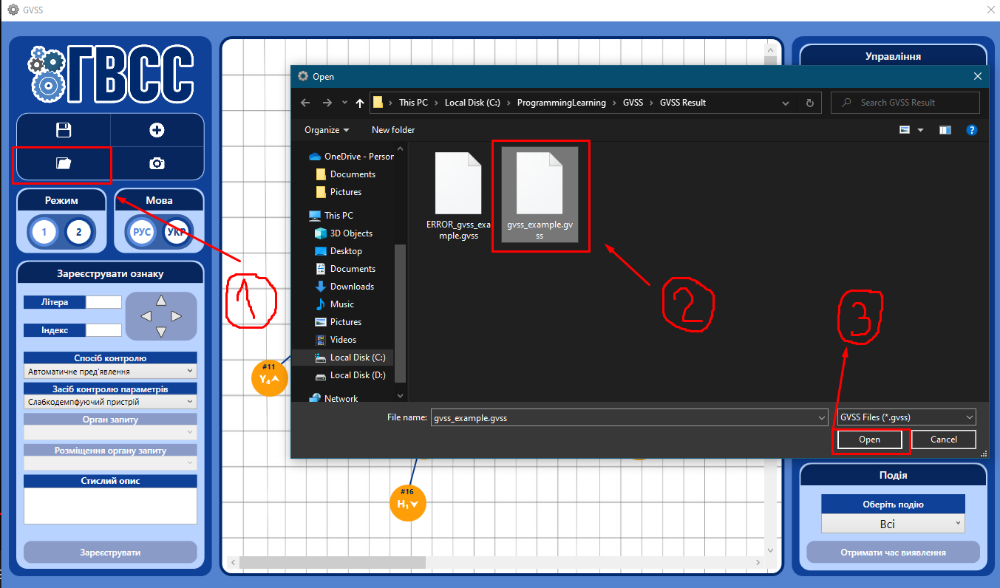 GVSS
ГВСС
Режим
Мова
1
2
РУС
УКР
Зареєструвати ознаку
Літера
Індекс
Спосіб контролю
Автоматичне пред'явлення
Засіб контролю параметрів
Слабкодемпфуючий пристрій
Орган запиту
Розміщення органу запиту
Стислий опис
Зареєструвати
1
#11
Y4
#16
H1
Open
This PC
Local Disk (C:)
ProgrammingLearning
GVSS
GVSS Result
Search GVSS Result
Organize
New folder
OneDrive - Person
Documents
Pictures
This PC
3D Objects
Desktop
Documents
Downloads
Music
Pictures
Videos
Local Disk (C:)
Local Disk (D:)
Network
ERROR_gvss_exa
mple.gvss
gvss_example.gv
ss
2
3
File name:
gvss_example.gvss
GVSS Files (*.gvss)
Open
Cancel
Управління
Подія
Оберіть подію
Всі
Отримати час виявлення